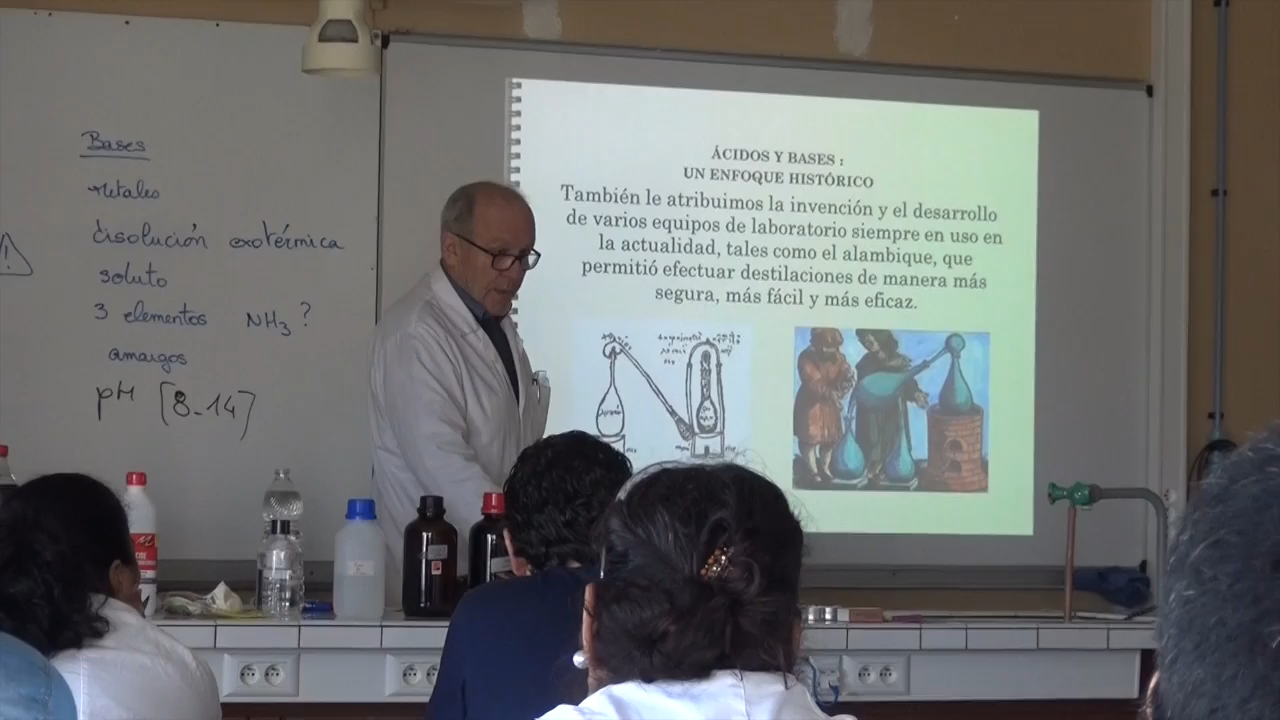 Bases
Metales
disolución exotérmica
soluto
3 elementos NH3?
amargos
pH [8-14]
ÁCIDOS Y BASES :
UN ENFOQUE HISTÓRICO
También le atribuimos la invención y el desarrollo
de varios equipos de laboratorio siempre en uso en
la actualidad, tales como el alambique, que
permitió efectuar destilaciones de manera más
segura, más fácil y más eficaz.